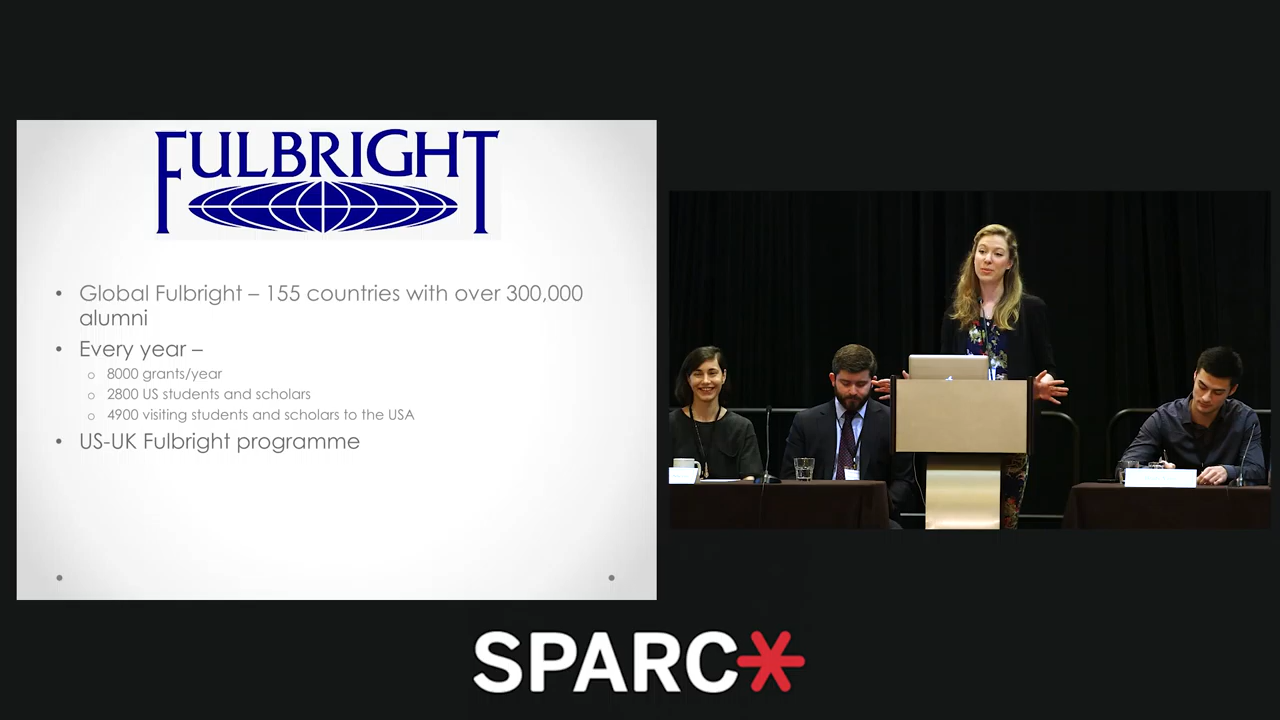 FULBRIGHT
• Global Fulbright – 155 countries with over 300,000
alumni
• Every year –
o 8000 grants/year
o 2800 US students and scholars
o 4900 visiting students and scholars to the USA
• US-UK Fulbright programme
SPARC*